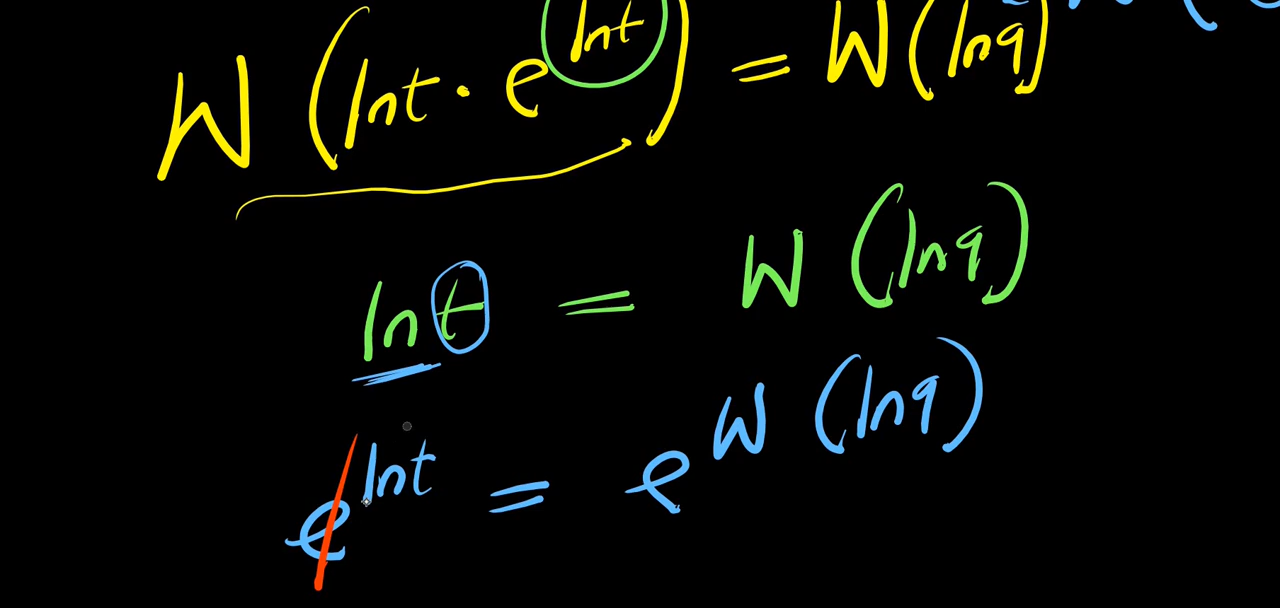 W (lnt · e^lnt) = W (ln9)
lnt = W (ln9)
e^lnt = e^W (ln9)